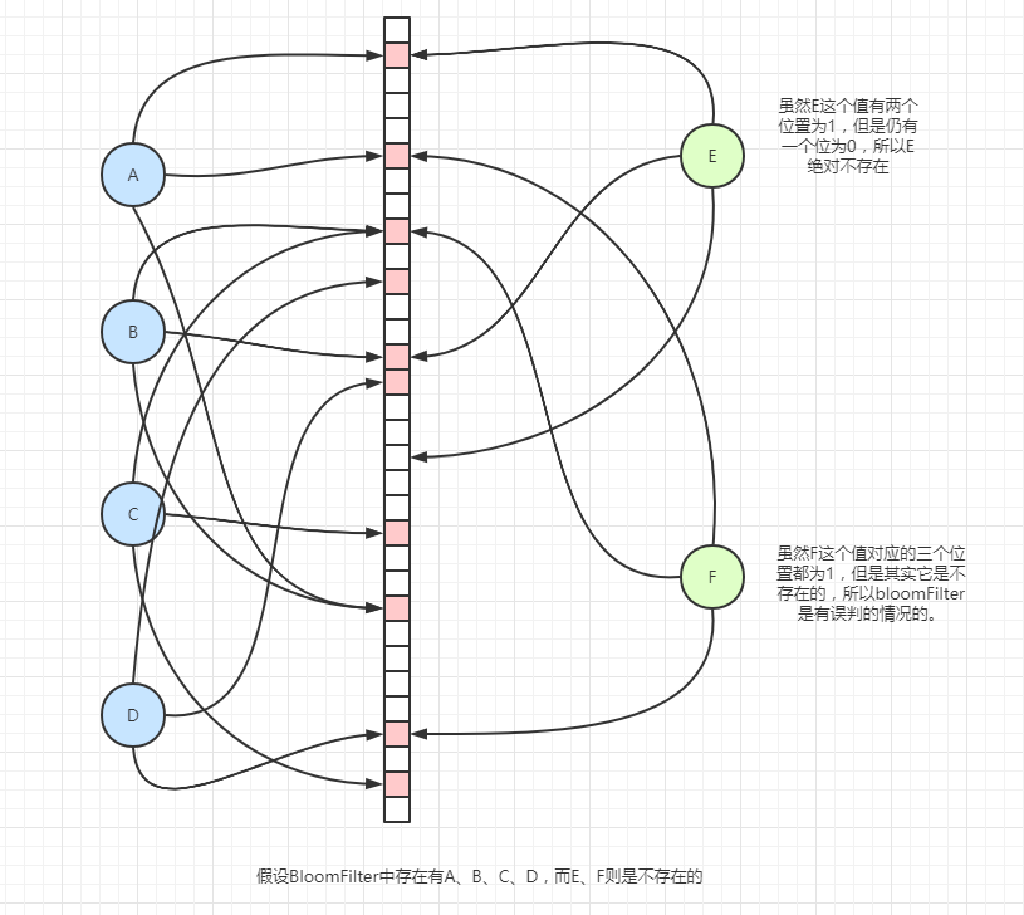 A
B
C
D
E
F
虽然E这个值有两个
位置为1，但是仍有
一个位为0，所以E
绝对不存在
虽然F这个值对应的三个位
置都为1，但是其实它是不
存在的，所以bloomFilter
是有误判的情况的。
假设BloomFilter中存在有A、B、C、D，而E、F则是不存在的